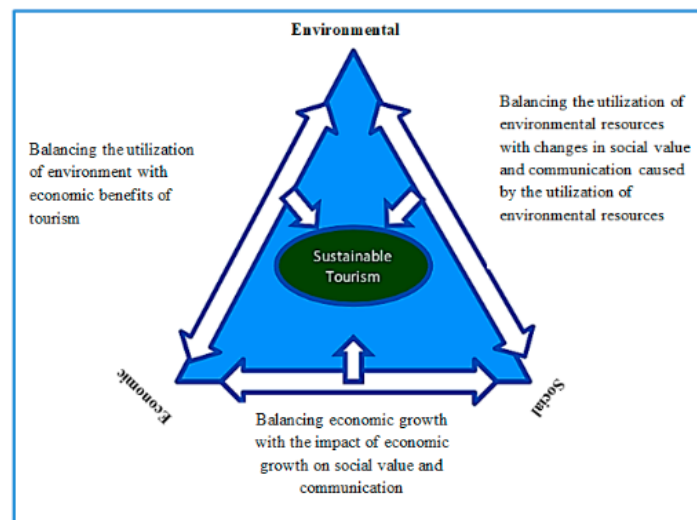 Environmental
Balancing the utilization
of environment with
economic benefits of
tourism
Balancing the utilization of
environmental resources
with changes in social value
and communication caused
by the utilization of
environmental resources
Sustainable
Tourism
Economic
Social
Balancing economic growth
with the impact of economic
growth on social value and
communication